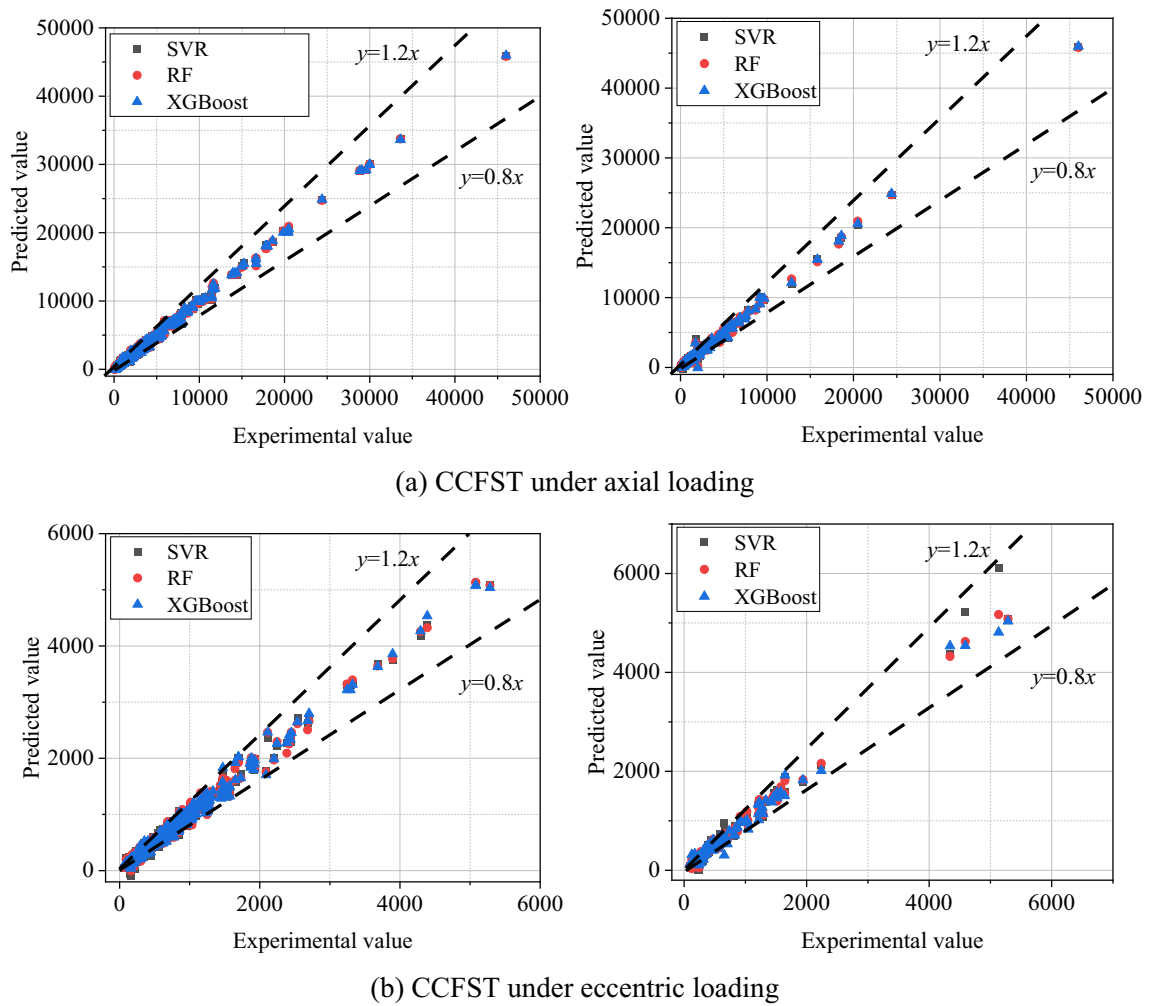 50000
40000
30000
20000
10000
0
Predicted value
SVR
RF
XGBoost
y=1.2x
y=0.8x
0 10000 20000 30000 40000 50000
Experimental value
50000
40000
30000
20000
10000
0
Predicted value
SVR
RF
XGBoost
y=1.2x
y=0.8x
0 10000 20000 30000 40000 50000
Experimental value
(a) CCFST under axial loading
6000
4000
2000
0
Predicted value
SVR
RF
XGBoost
y=1.2x
y=0.8x
0 2000 4000 6000
Experimental value
6000
4000
2000
0
Predicted value
SVR
RF
XGBoost
y=1.2x
y=0.8x
0 2000 4000 6000
Experimental value
(b) CCFST under eccentric loading